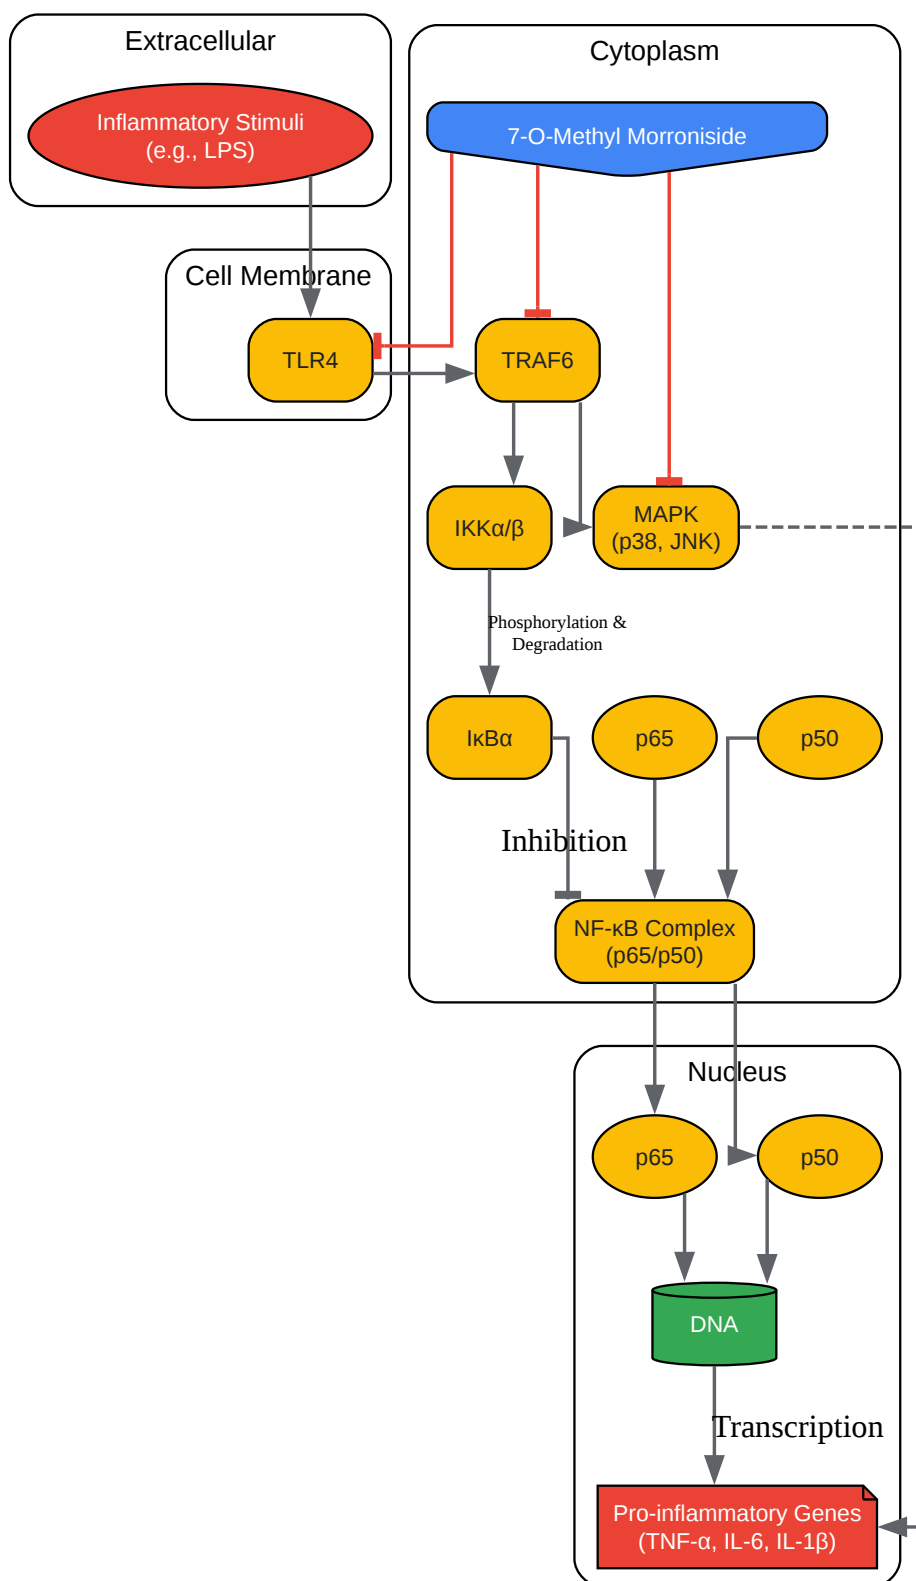 Extracellular
Inflammatory Stimuli
(e.g., LPS)
Cytoplasm
7-O-Methyl Morroniside
Cell Membrane
TLR4
TRAF6
IKKα/β
MAPK
(p38, JNK)
Phosphorylation &
Degradation
IκBα
p65
p50
Inhibition
NF-κB Complex
(p65/p50)
Nucleus
p65
p50
DNA
Transcription
Pro-inflammatory Genes
(TNF-α, IL-6, IL-1β)